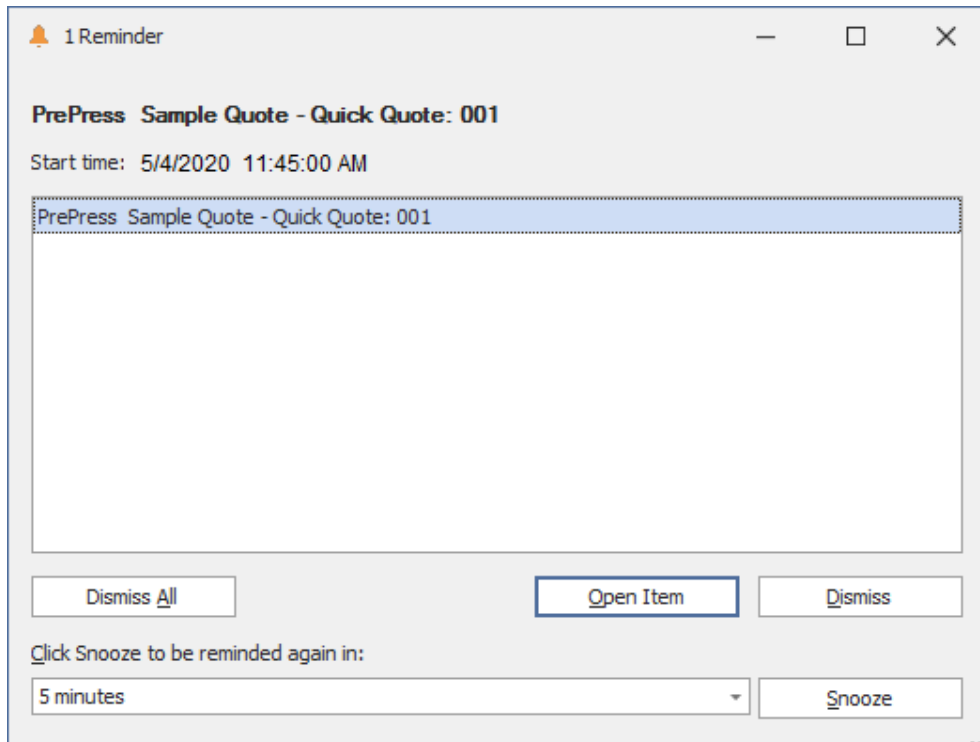 1 Reminder
PrePress Sample Quote - Quick Quote: 001
Start time: 5/4/2020 11:45:00 AM
PrePress Sample Quote - Quick Quote: 001
Dismiss All
Open Item
Dismiss
Click Snooze to be reminded again in:
5 minutes
Snooze